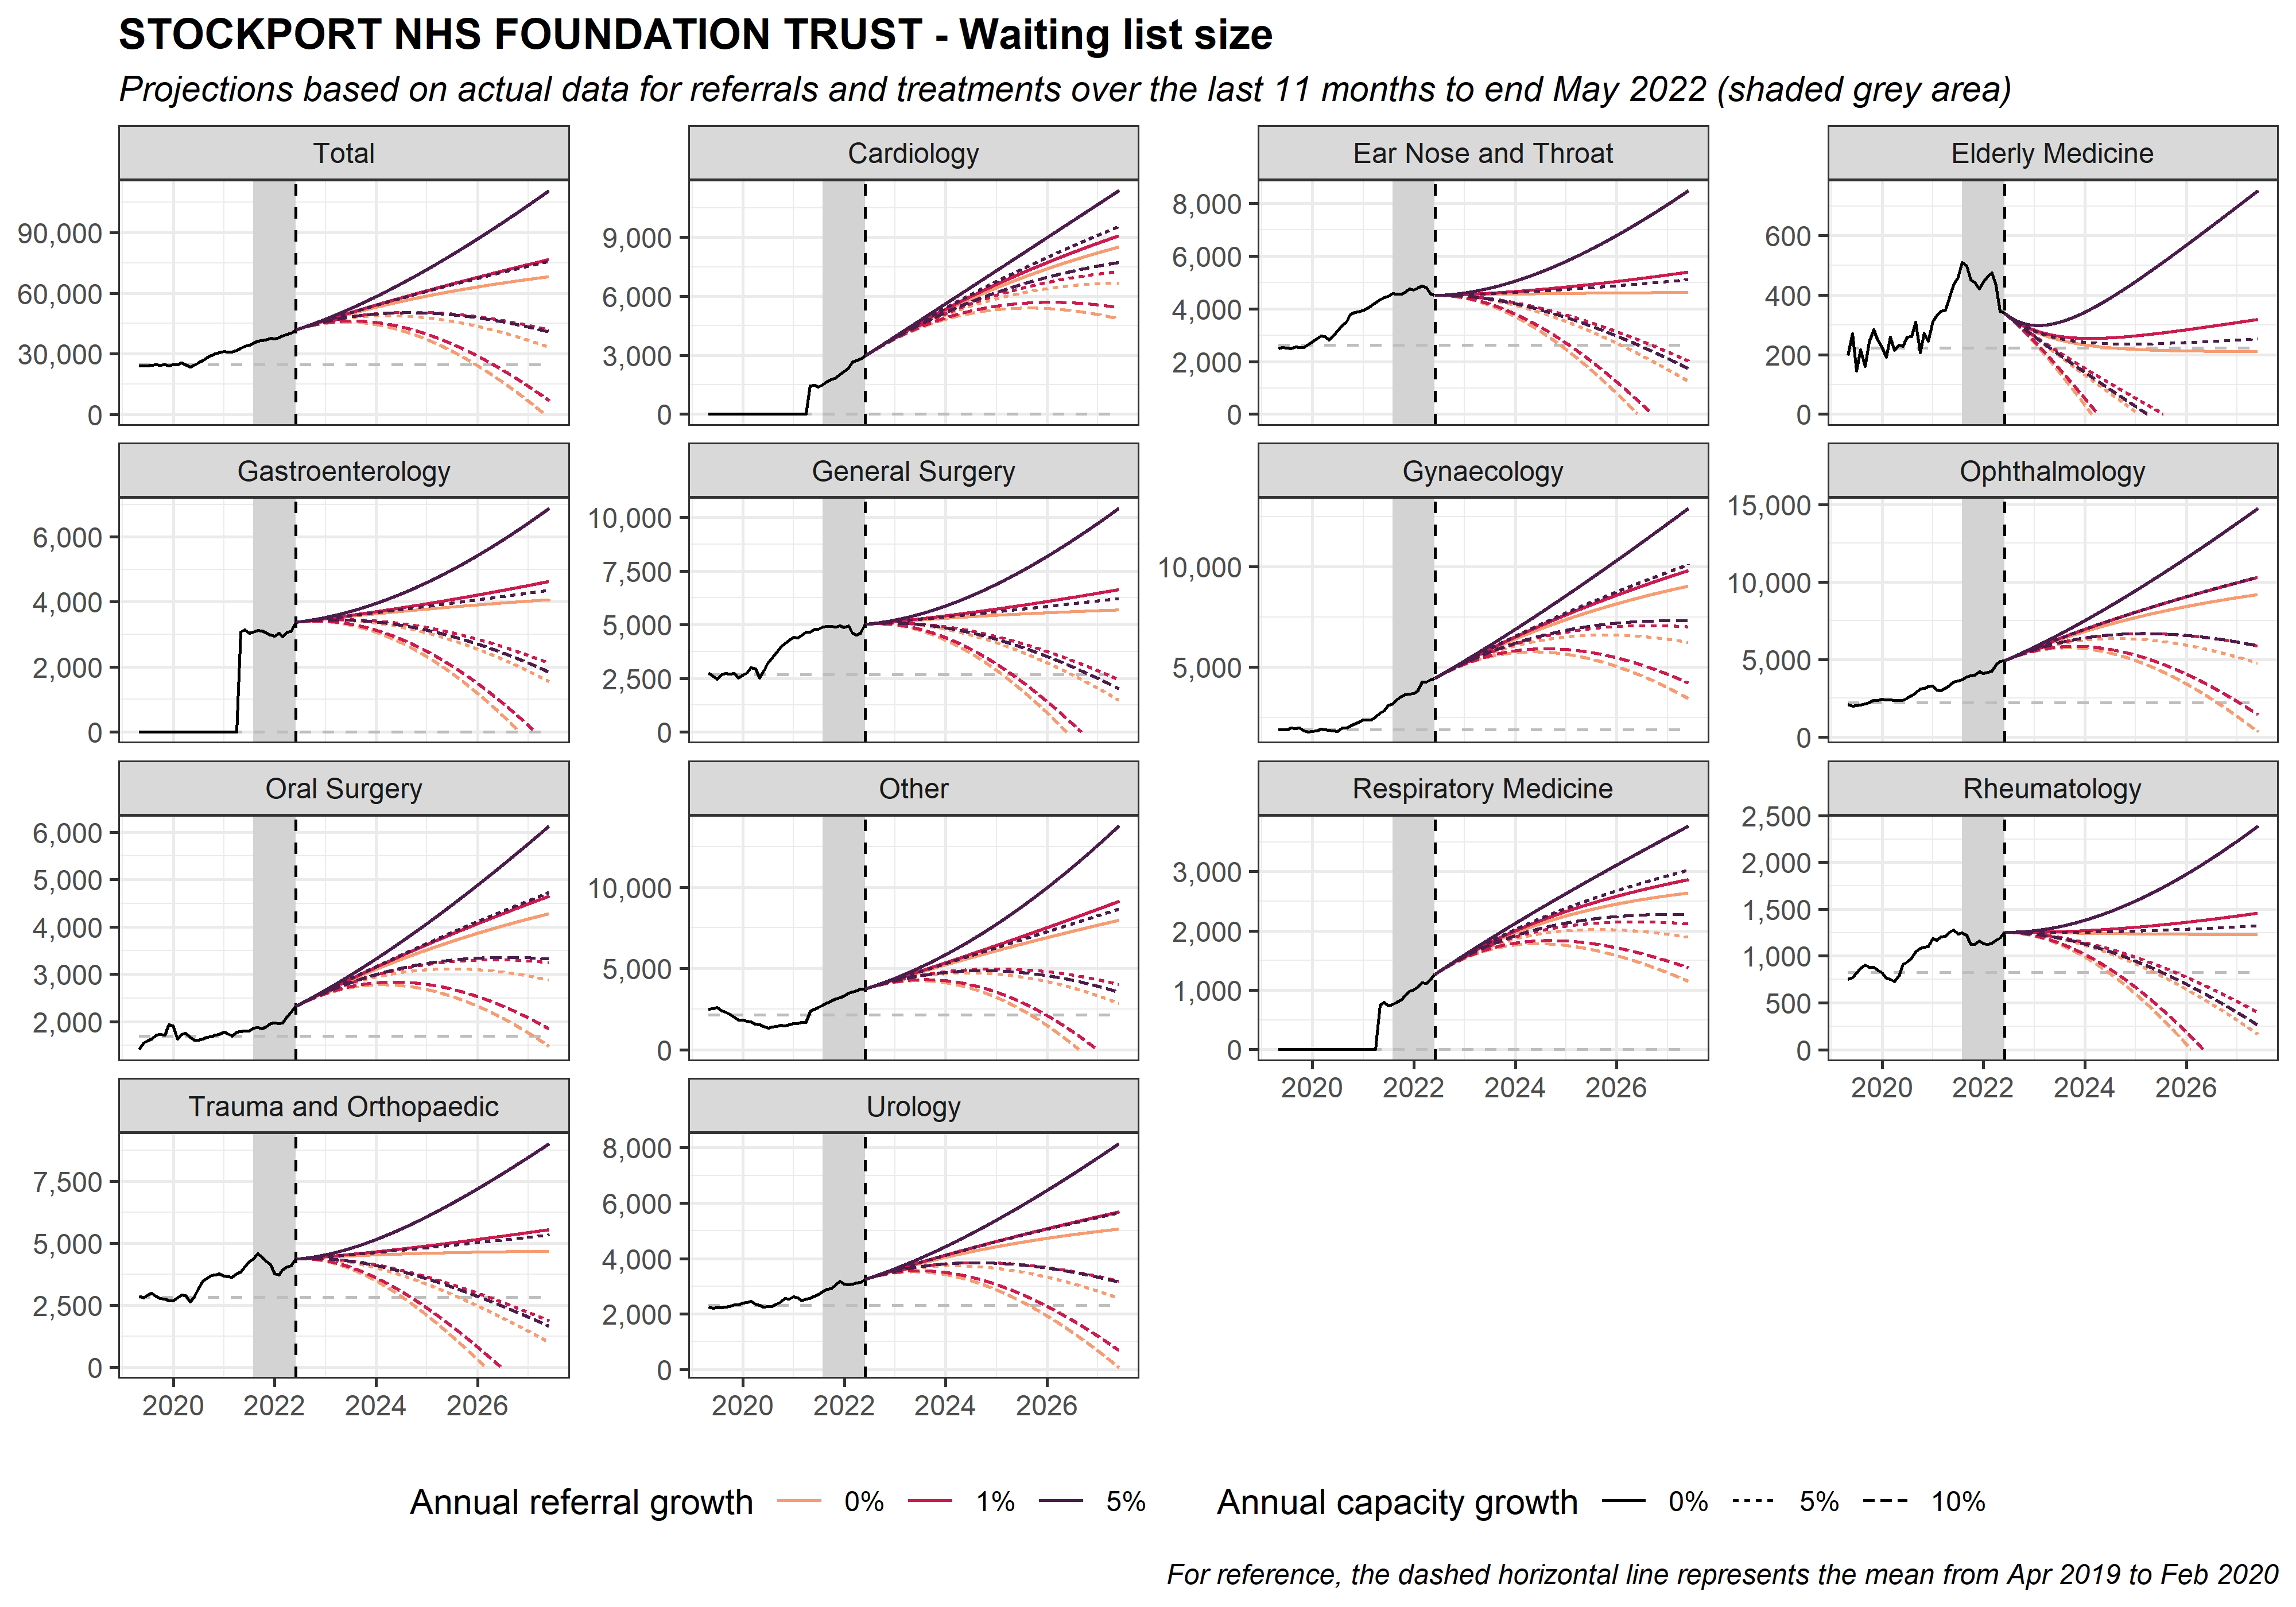 STOCKPORT NHS FOUNDATION TRUST - Waiting list size
Projections based on actual data for referrals and treatments over the last 11 months to end May 2022 (shaded grey area)
Total
Cardiology
Ear Nose and Throat
Elderly Medicine
90,000
60,000
30,000
0
9,000
6,000
3,000
0
8,000
6,000
4,000
2,000
0
600
400
200
0
Gastroenterology
General Surgery
Gynaecology
Ophthalmology
6,000
4,000
2,000
0
10,000
7,500
5,000
2,500
0
10,000
5,000
15,000
10,000
5,000
0
Oral Surgery
Other
Respiratory Medicine
Rheumatology
6,000
5,000
4,000
3,000
2,000
10,000
5,000
0
3,000
2,000
1,000
0
2,500
2,000
1,500
1,000
500
0
2020 2022 2024 2026
2020 2022 2024 2026
Trauma and Orthopaedic
Urology
7,500
5,000
2,500
0
8,000
6,000
4,000
2,000
0
2020 2022 2024 2026
2020 2022 2024 2026
Annual referral growth 0% 1% 5%
Annual capacity growth 0% 5% 10%
For reference, the dashed horizontal line represents the mean from Apr 2019 to Feb 2020